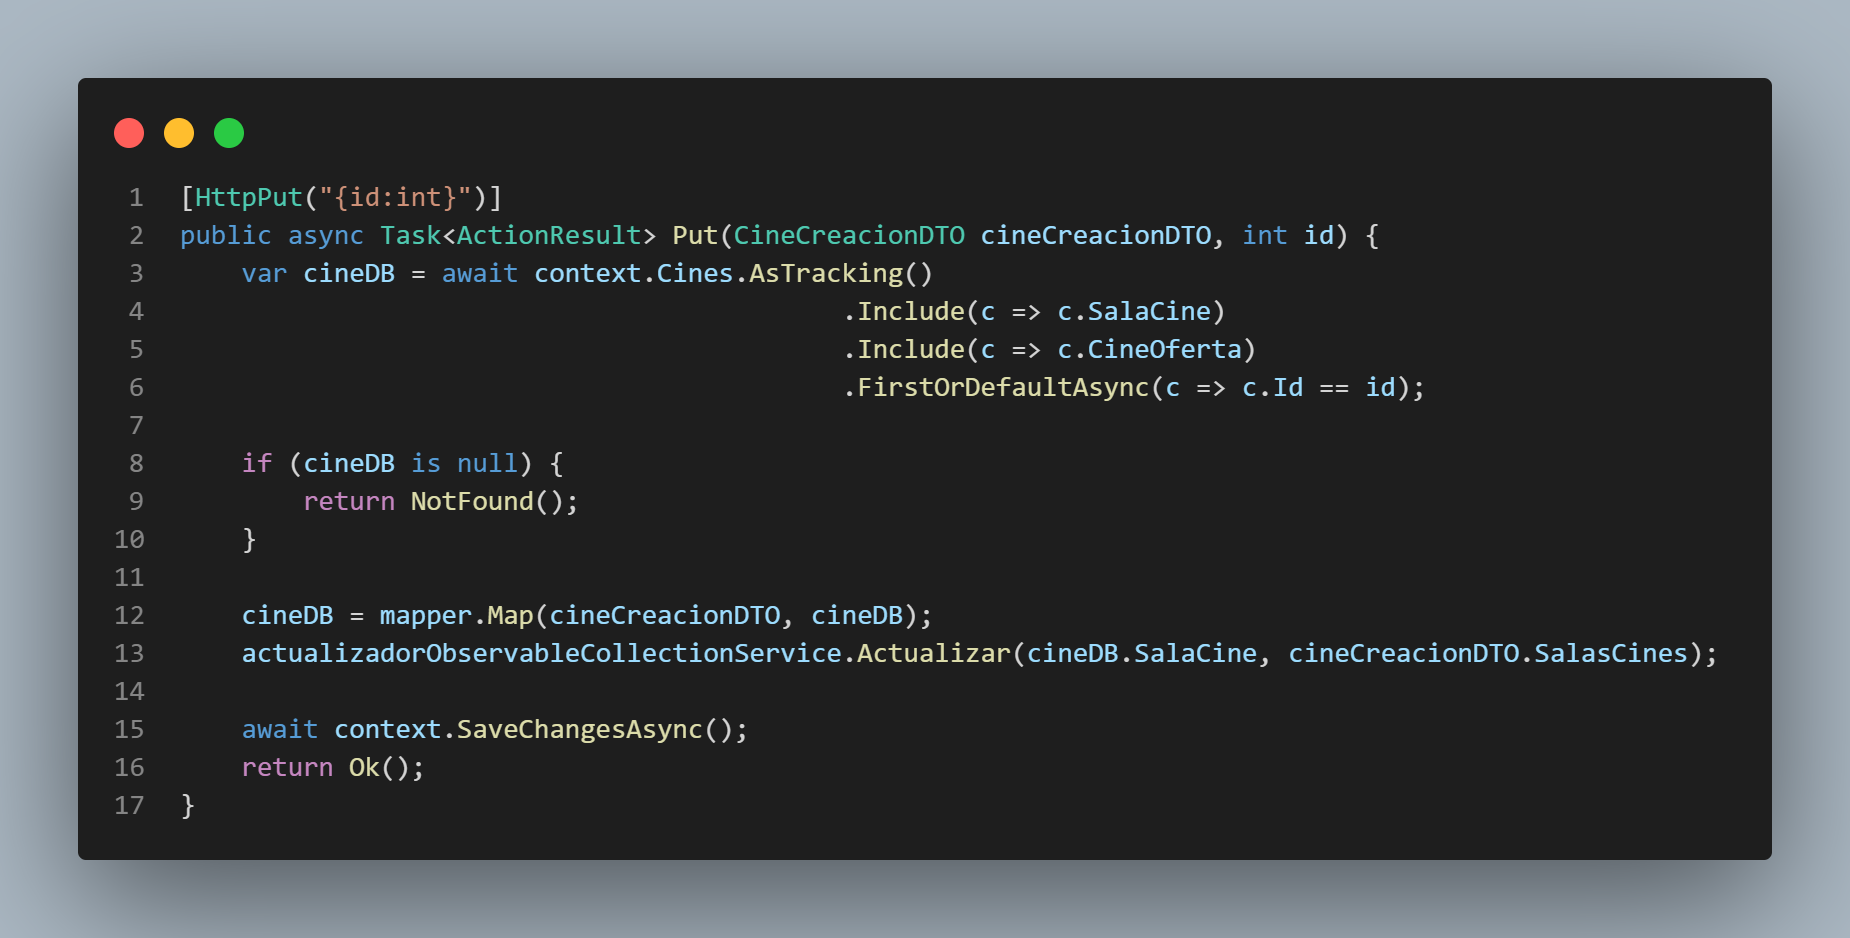 1 [HttpPut("{id:int}")]
2 public async Task<ActionResult> Put(CineCreacionDTO cineCreacionDTO, int id) {
3     var cineDB = await context.Cines.AsTracking()
4                                            .Include(c => c.SalaCine)
5                                            .Include(c => c.CineOferta)
6                                            .FirstOrDefaultAsync(c => c.Id == id);
7
8     if (cineDB is null) {
9         return NotFound();
10     }
11
12     cineDB = mapper.Map(cineCreacionDTO, cineDB);
13     actualizadorObservableCollectionService.Actualizar(cineDB.SalaCine, cineCreacionDTO.SalasCines);
14
15     await context.SaveChangesAsync();
16     return Ok();
17 }